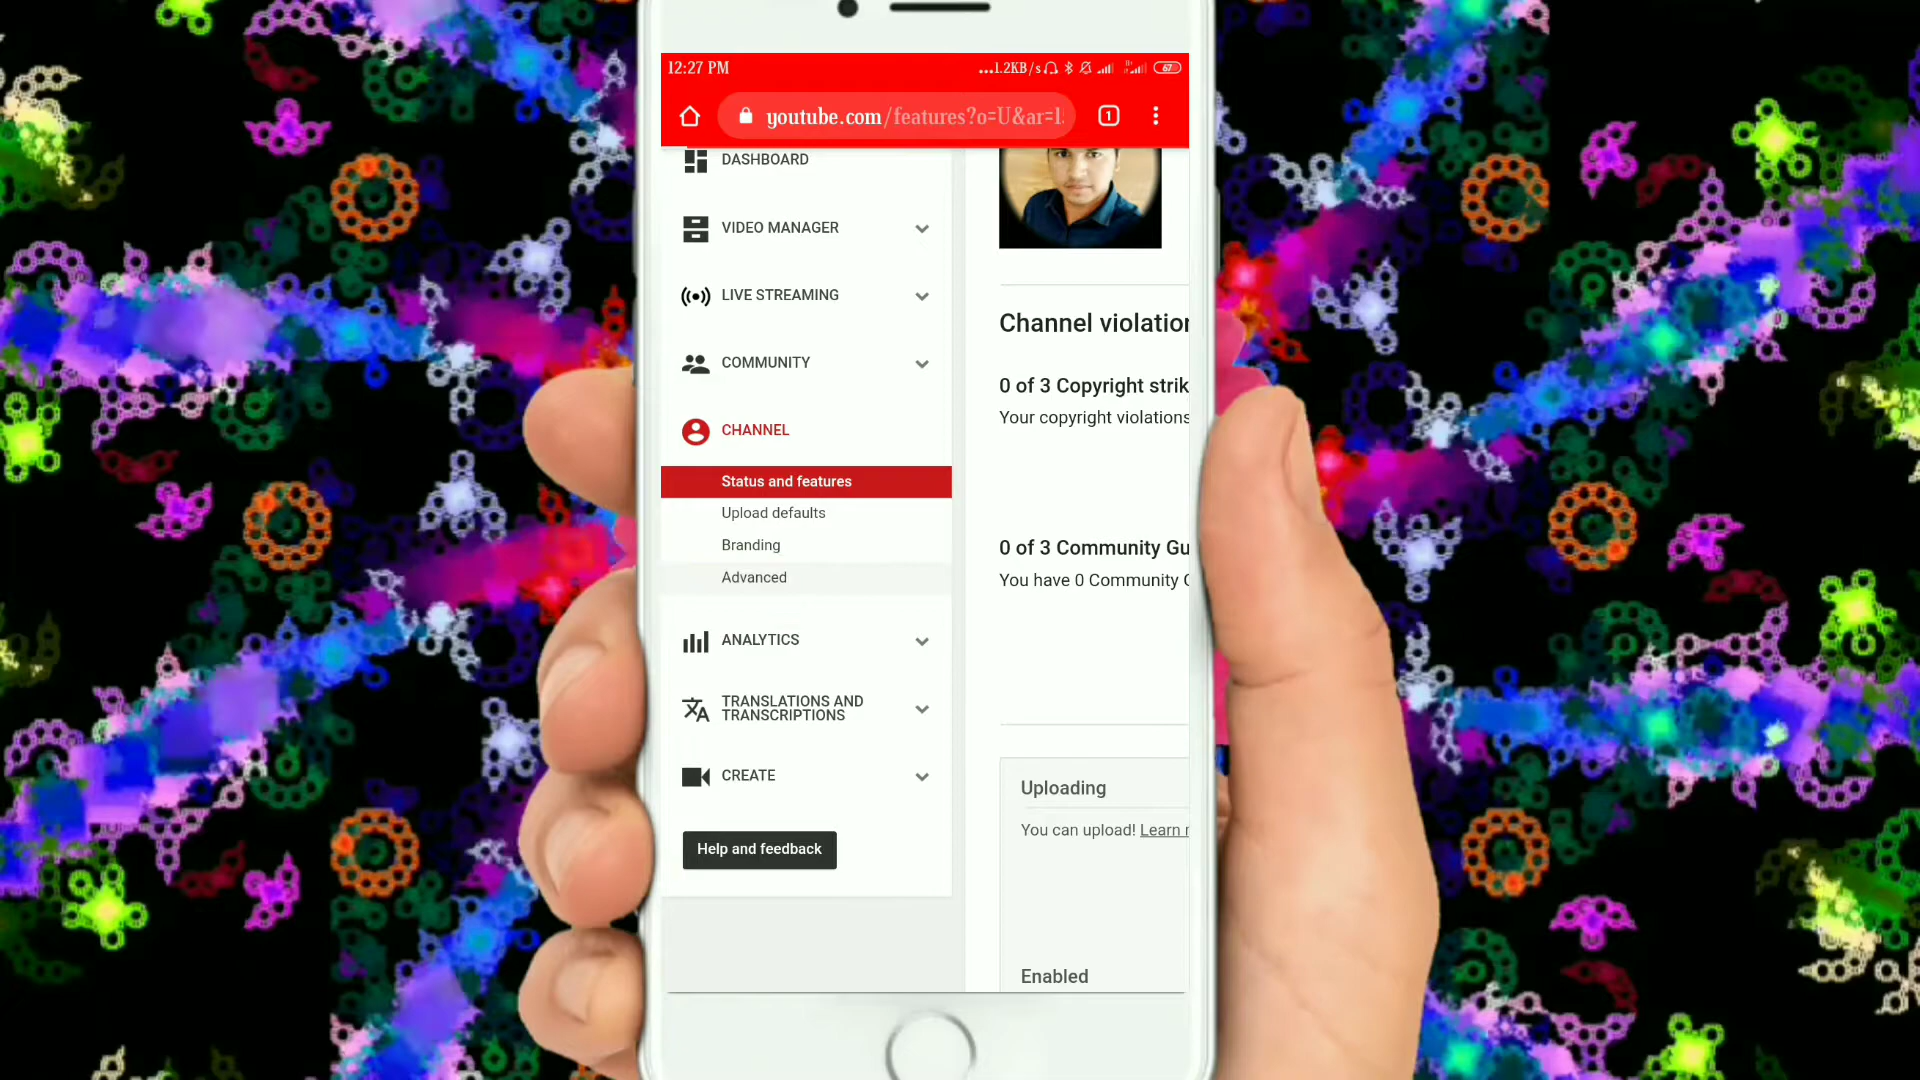 12:27 PM
...1.2KB/s
67
youtube.com/features?o=U&ar=1
1
DASHBOARD
VIDEO MANAGER
LIVE STREAMING
COMMUNITY
CHANNEL
Status and features
Upload defaults
Branding
Advanced
ANALYTICS
TRANSLATIONS AND
TRANSCRIPTIONS
CREATE
Help and feedback
Channel violation
0 of 3 Copyright strik
Your copyright violations
0 of 3 Community Gu
You have 0 Community G
Uploading
You can upload! Learn r
Enabled